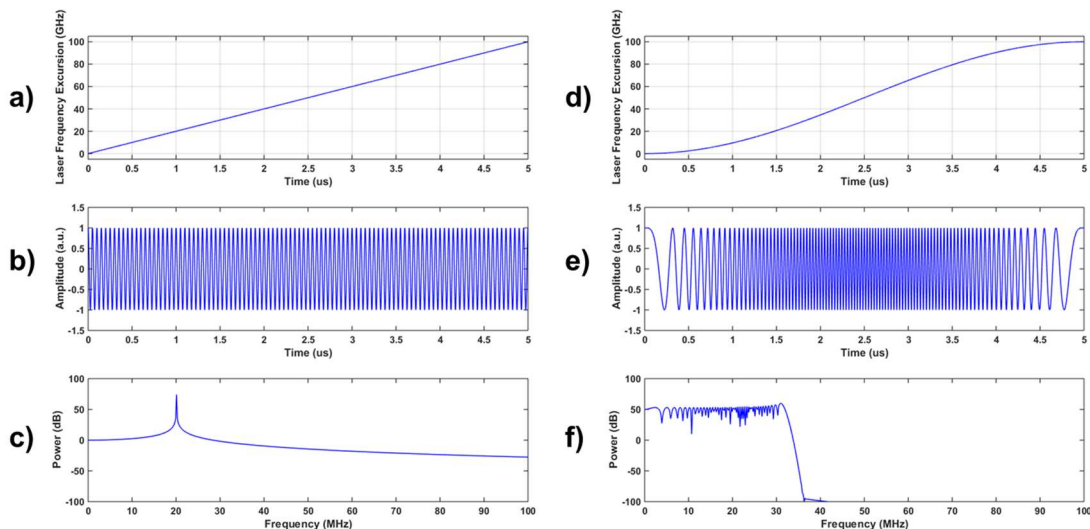 a)
Laser Frequency Excursion (GHz)
100
80
60
40
20
0
0 0.5 1 1.5 2 2.5 3 3.5 4 4.5 5
Time (us)
d)
Laser Frequency Excursion (GHz)
100
80
60
40
20
0
0 0.5 1 1.5 2 2.5 3 3.5 4 4.5 5
Time (us)
b)
Amplitude (a.u.)
1.5
1
0.5
0
-0.5
-1
-1.5
0 0.5 1 1.5 2 2.5 3 3.5 4 4.5 5
Time (us)
e)
Amplitude (a.u.)
1.5
1
0.5
0
-0.5
-1
-1.5
0 0.5 1 1.5 2 2.5 3 3.5 4 4.5 5
Time (us)
c)
Power (dB)
100
50
0
-50
-100
0 10 20 30 40 50 60 70 80 90 100
Frequency (MHz)
f)
Power (dB)
100
50
0
-50
-100
0 10 20 30 40 50 60 70 80 90 100
Frequency (MHz)